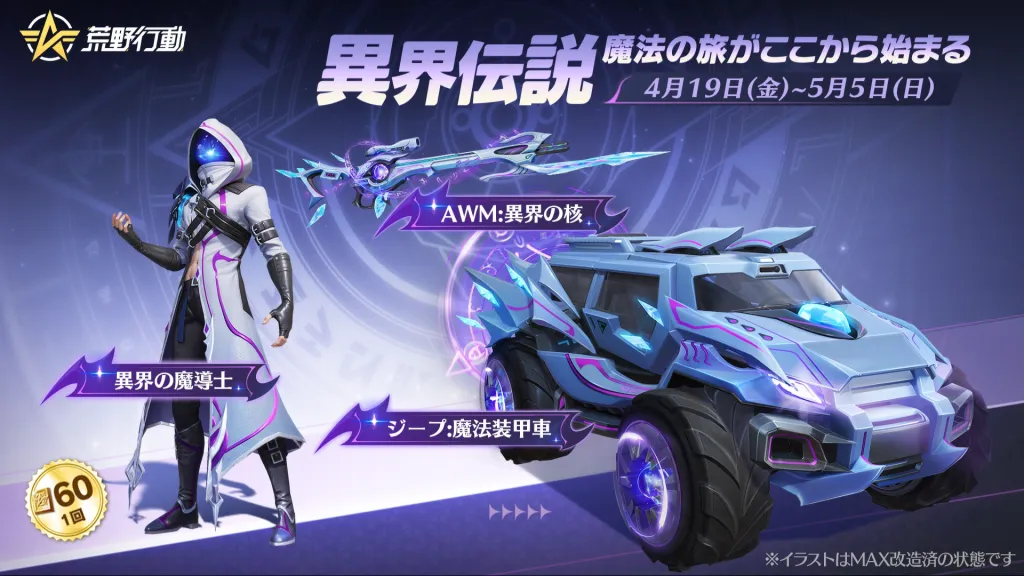 荒野行動
異界伝説
魔法の旅がここから始まる
4月19日(金)~5月5日(日)
AWM:異界の核
異界の魔導士
ジープ:魔法装甲車
60
1回
※イラストはMAX改造済の状態です